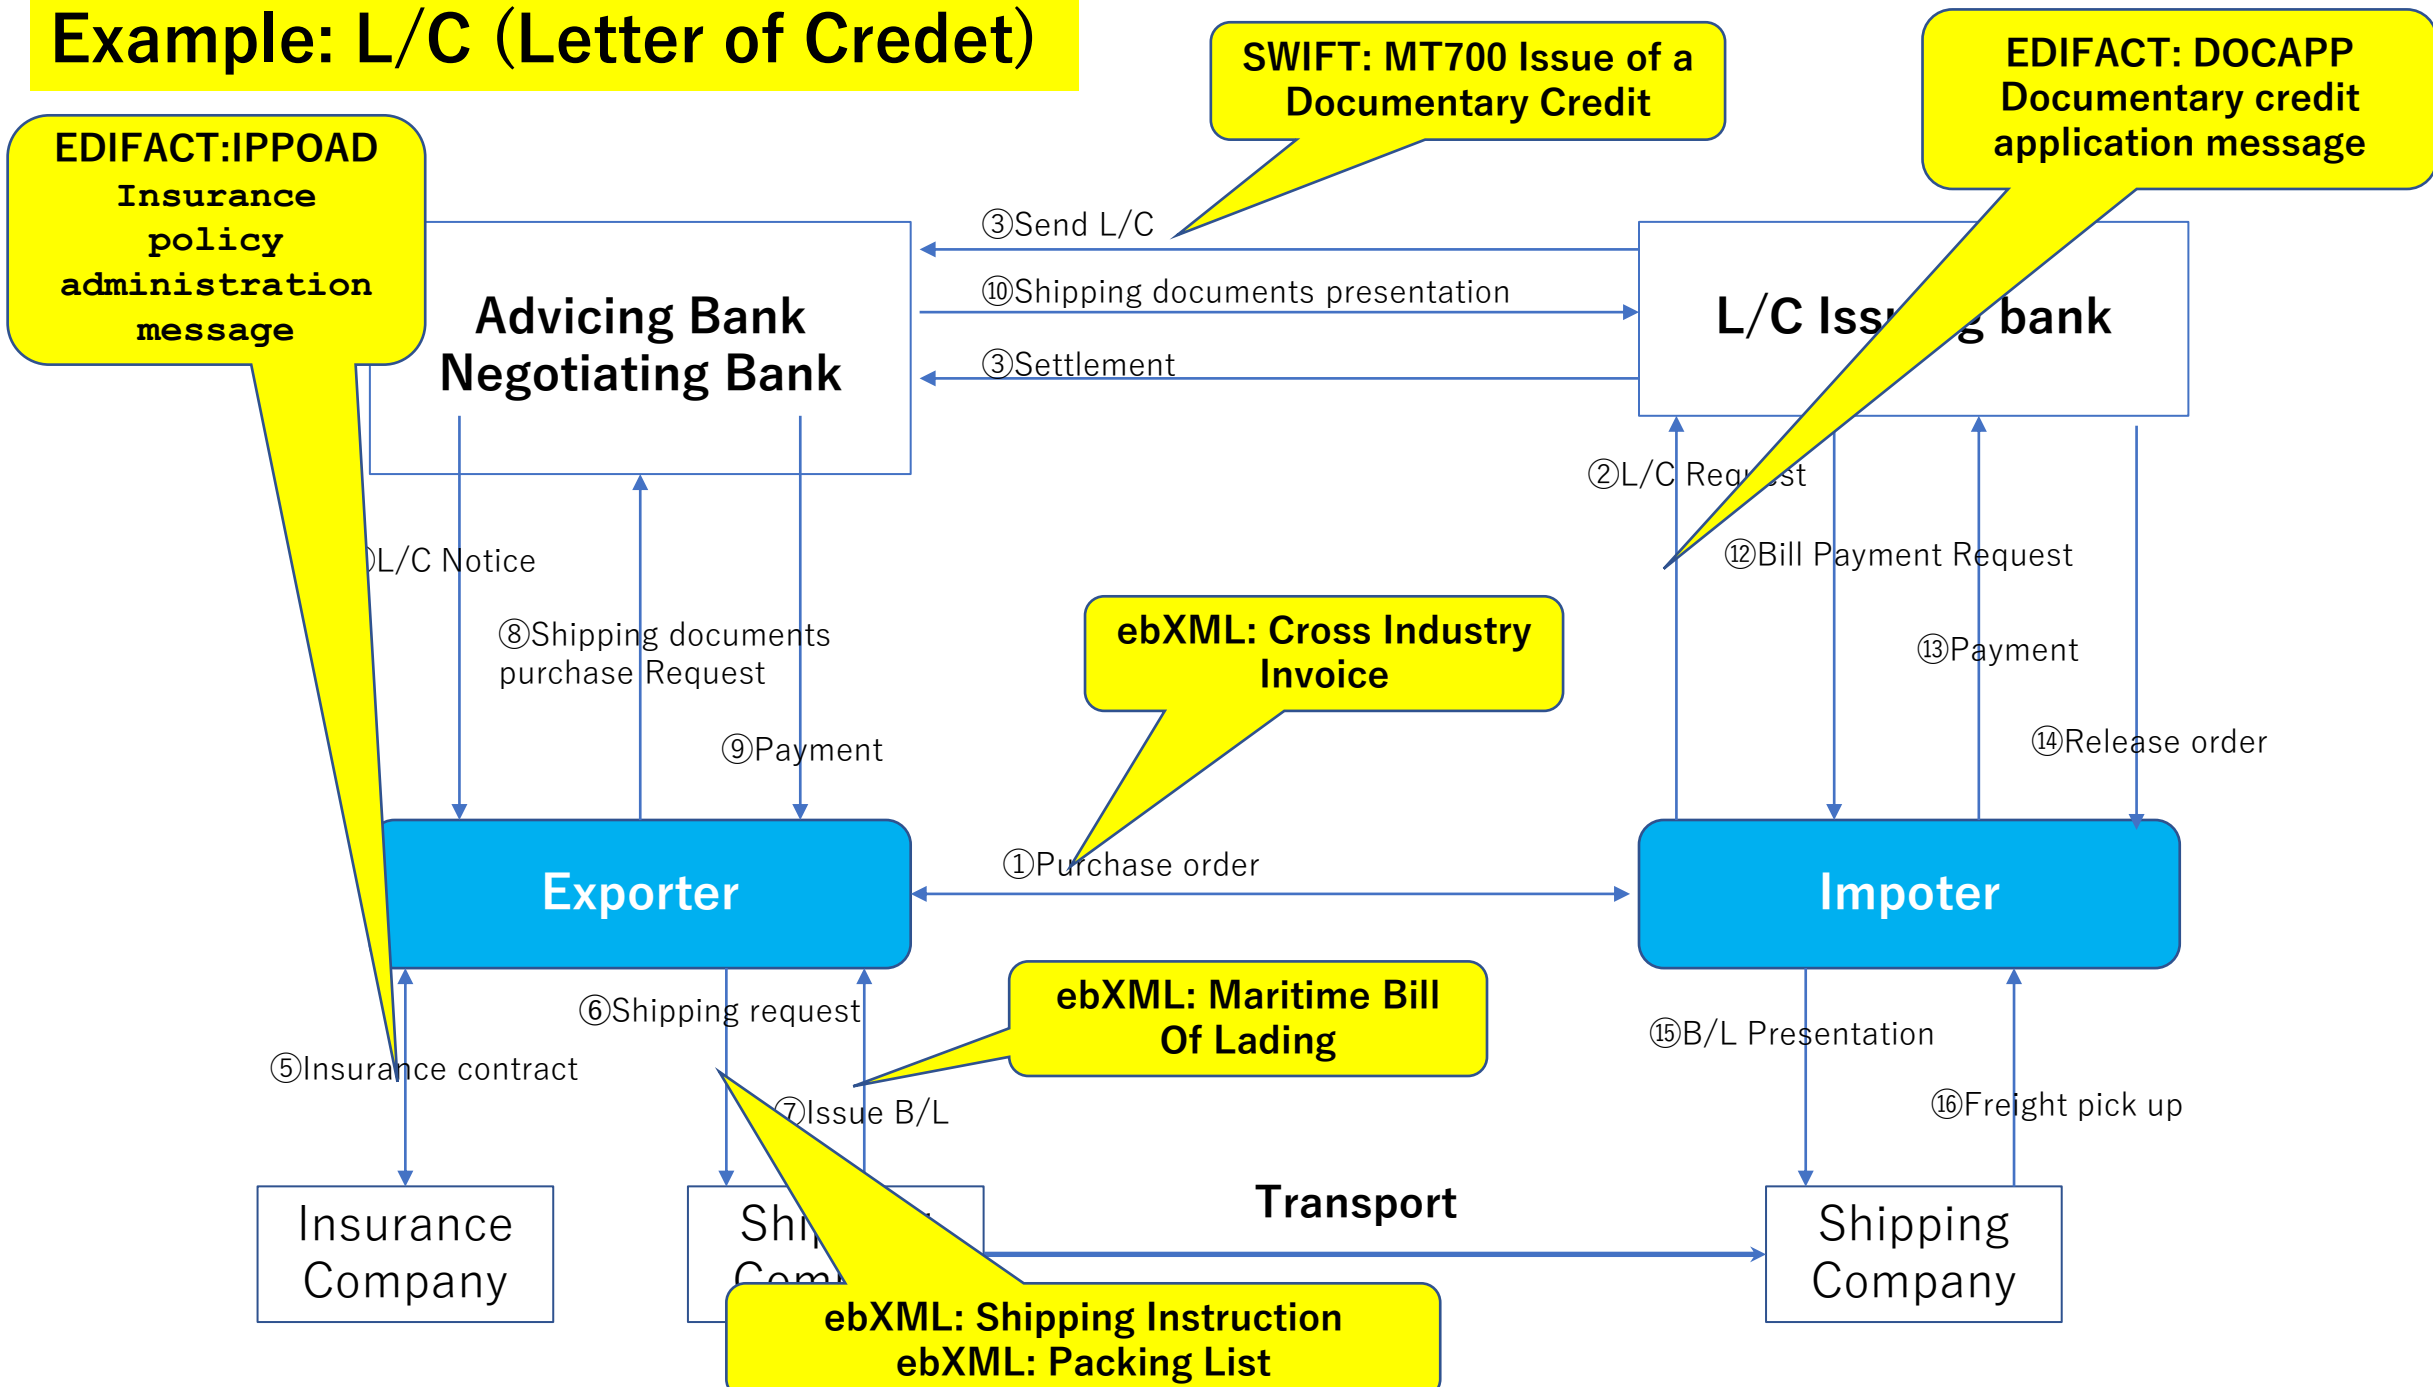 Example: L/C (Letter of Credet)
SWIFT: MT700 Issue of a
Documentary Credit
EDIFACT: DOCAPP
Documentary credit
application message
EDIFACT:IPPOAD
Insurance
policy
administration
message
③Send L/C
⑩Shipping documents presentation
③Settlement
Advicing Bank
Negotiating Bank
L/C bank
②L/C Request
L/C Notice
⑫Bill Payment Request
⑧Shipping documents
purchase Request
ebXML: Cross Industry
Invoice
⑬Payment
⑨Payment
⑭Release order
①Purchase order
Exporter
Impoter
⑥Shipping request
ebXML: Maritime Bill
Of Lading
⑮B/L Presentation
⑤Insurance contract
⑦Issue B/L
⑯Freight pick up
Transport
Insurance
Company
Shipping
Company
ebXML: Shipping Instruction
ebXML: Packing List